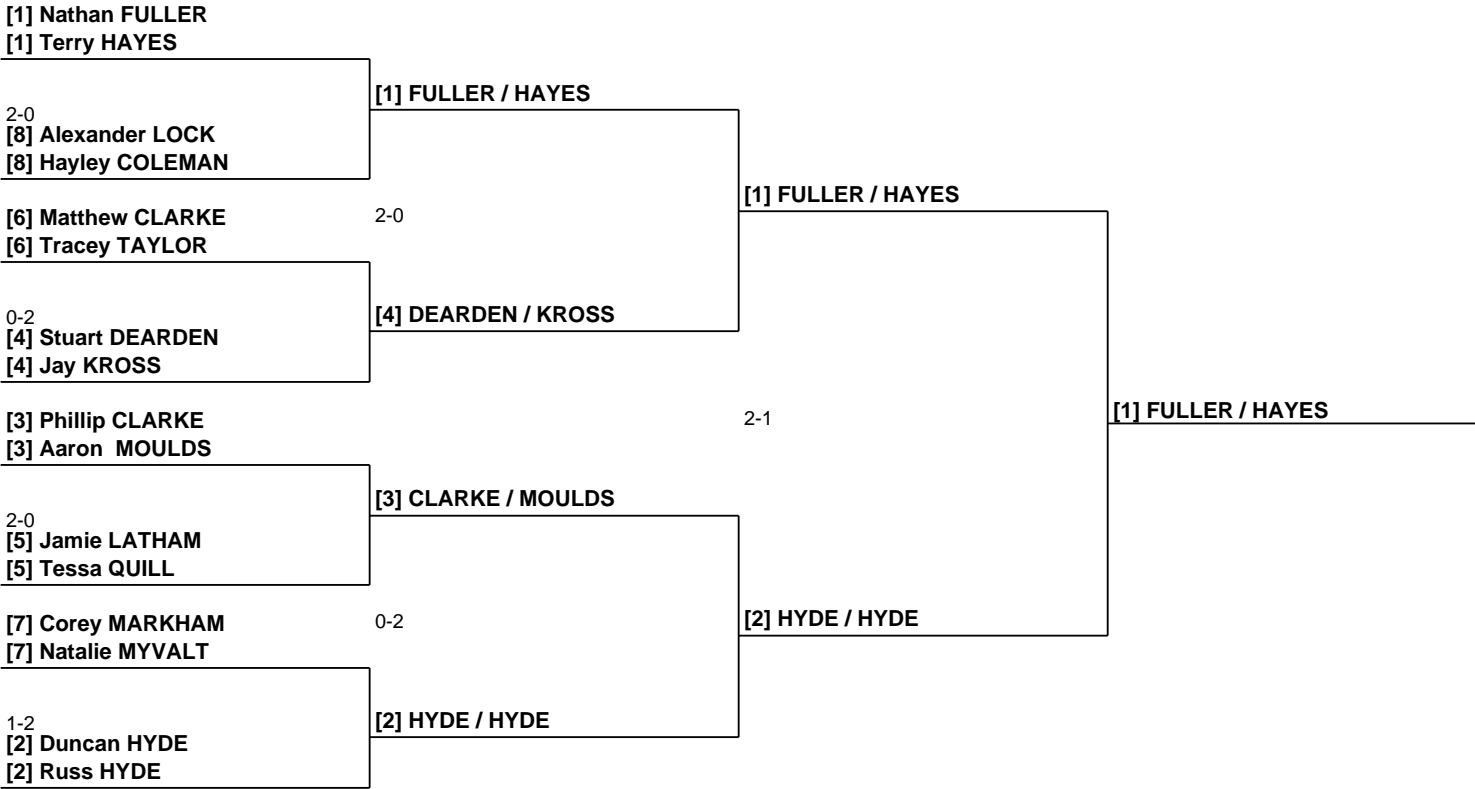 [1] Nathan FULLER
[1] Terry HAYES
2-0
[8] Alexander LOCK
[8] Hayley COLEMAN
[6] Matthew CLARKE
[6] Tracey TAYLOR
0-2
[4] Stuart DEARDEN
[4] Jay KROSS
[3] Phillip CLARKE
[3] Aaron  MOULDS
2-0
[5] Jamie LATHAM
[5] Tessa QUILL
[7] Corey MARKHAM
[7] Natalie MYVALT
1-2
[2] Duncan HYDE
[2] Russ HYDE
[1] FULLER / HAYES
2-0
[4] DEARDEN / KROSS
[3] CLARKE / MOULDS
0-2
[2] HYDE / HYDE
[1] FULLER / HAYES
2-1
[2] HYDE / HYDE
[1] FULLER / HAYES